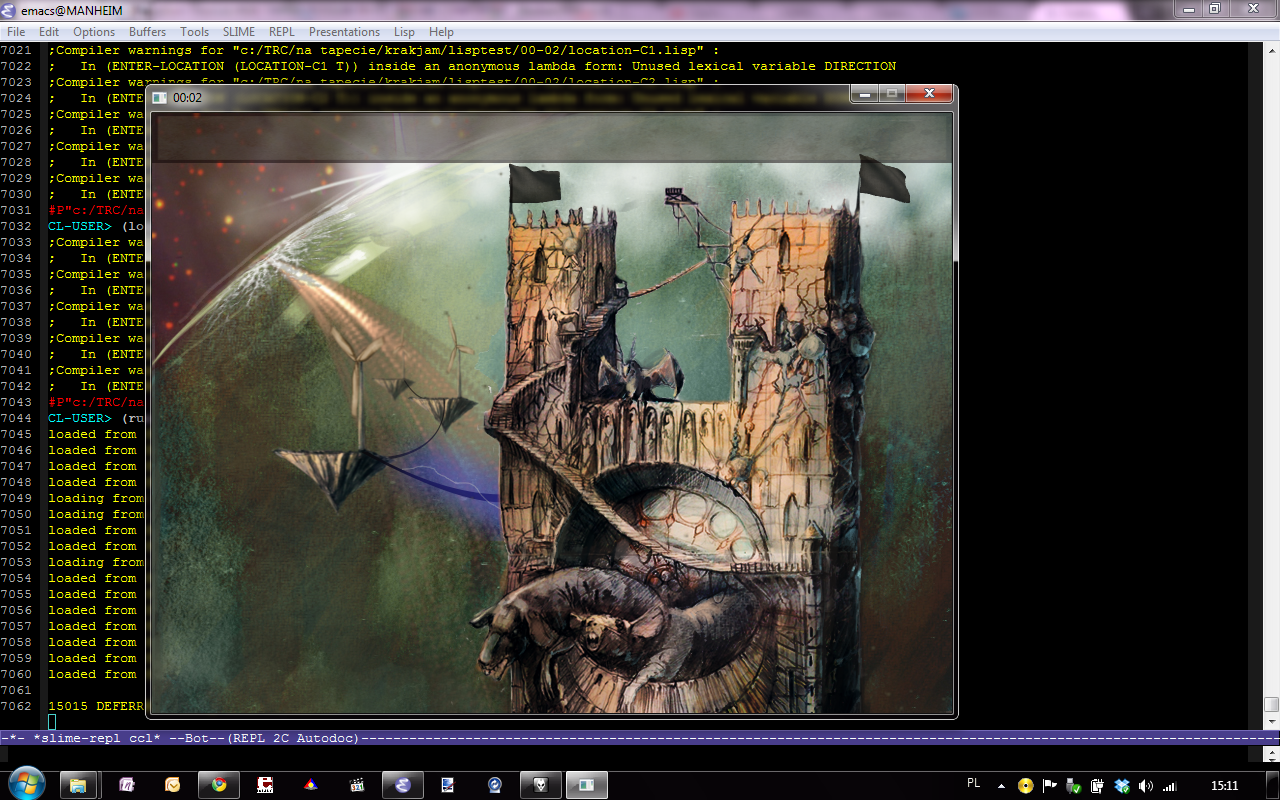 emacs@MANHEIM
File Edit Options Buffers Tools SLIME REPL Presentations Lisp Help
7021 ;Compiler warnings for "c:/TRC/na tapecie/krakjam/lisptest/00-02/location-C1.lisp" :
7022 ;   In (ENTER-LOCATION (LOCATION-C1 T)) inside an anonymous lambda form: Unused lexical variable DIRECTION
7023 ;Compiler warnings for "c:/TRC/na tapecie/krakjam/lisptest/00-02/location-C2.lisp" :
7024 ;   In (ENTE
00:02
7025 ;Compiler wa
7026 ;   In (ENTE
7027 ;Compiler wa
7028 ;   In (ENTE
7029 ;Compiler wa
7030 ;   In (ENTE
7031 #P"c:/TRC/na
7032 CL-USER> (lo
7033 ;Compiler wa
7034 ;   In (ENTE
7035 ;Compiler wa
7036 ;   In (ENTE
7037 ;Compiler wa
7038 ;   In (ENTE
7039 ;Compiler wa
7040 ;   In (ENTE
7041 ;Compiler wa
7042 ;   In (ENTE
7043 #P"c:/TRC/na
7044 CL-USER> (ru
7045 loaded from
7046 loaded from
7047 loaded from
7048 loaded from
7049 loading from
7050 loading from
7051 loaded from
7052 loaded from
7053 loading from
7054 loaded from
7055 loaded from
7056 loaded from
7057 loaded from
7058 loaded from
7059 loaded from
7060 loaded from
7061
7062 15015 DEFERR
-*- *slime-repl ccl* --Bot--(REPL 2C Autodoc)
321
PL 15:11